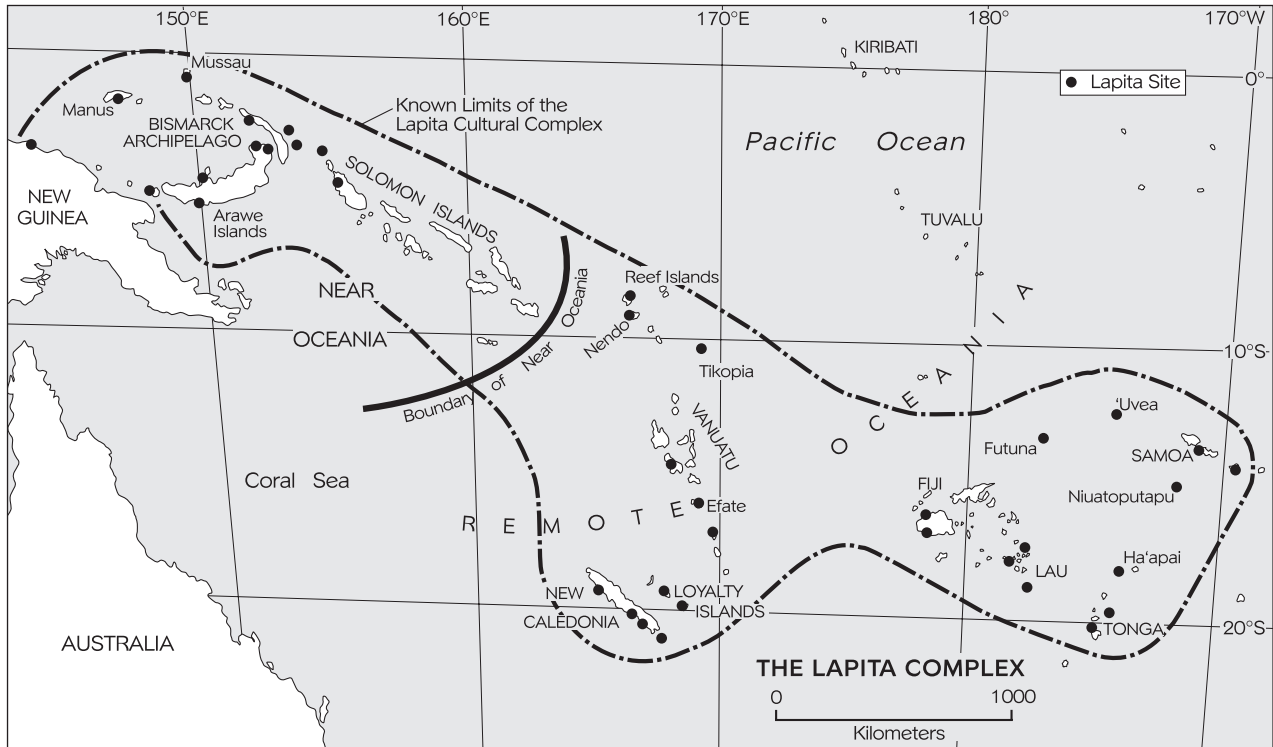 150°E
160°E
180°
170°W
KIRIBATI
Mussau
0°
Lapita Site
Manus
Known Limits of the
Lapita Cultural Complex
BISMARCK
ARCHIPELAGO
Pacific Ocean
SOLOMON ISLANDS
NEW
GUINEA
Arawe
Islands
TUVALU
Reef Islands
NEAR
OCEANIA
Nendo
Boundary of Near Oceania
10°S
Tikopia
VANUATU
REMOTE OCEANIA
'Uvea
Futuna
SAMOA
Coral Sea
FIJI
Niuatoputapu
Efate
Ha'apai
LAU
NEW
CALEDONIA
LOYALTY
ISLANDS
TONGA
20°S
AUSTRALIA
THE LAPITA COMPLEX
0 1000
Kilometers
170°E